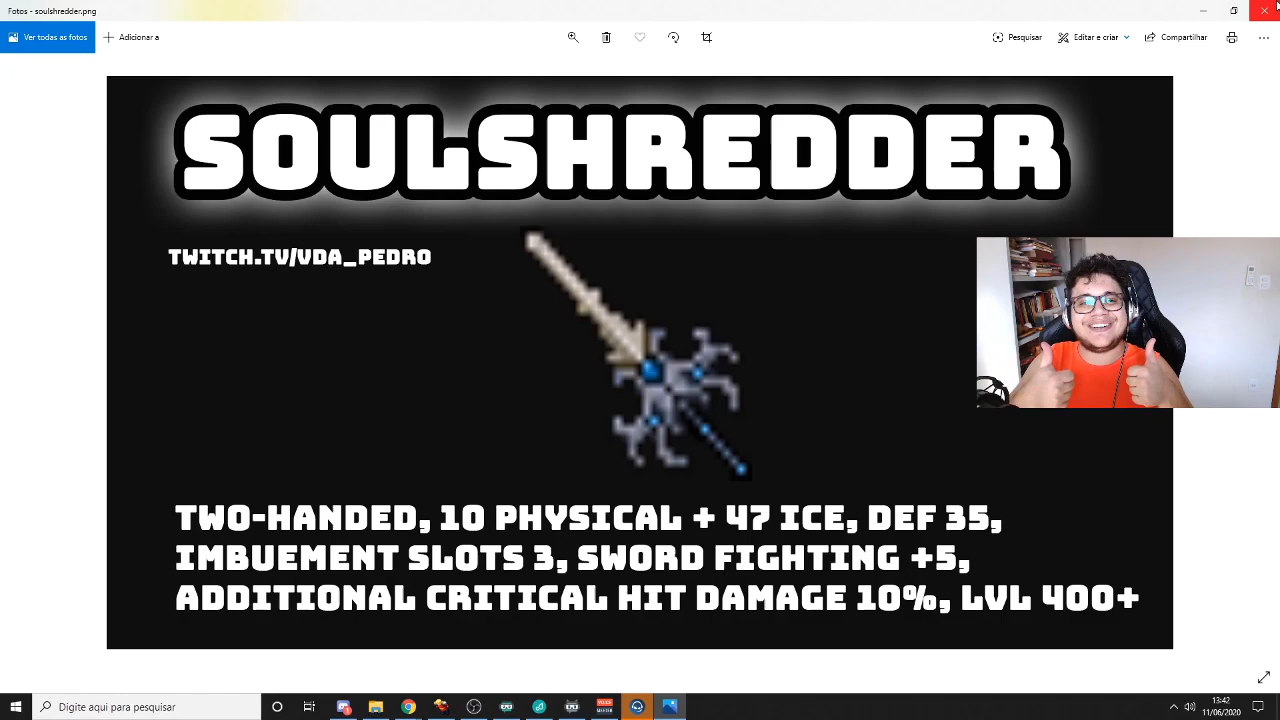 Fotos - soulshredder.png
Ver todas as fotos
Adicionar a
Pesquisar
Editar e criar
Compartilhar
SOULSHREDDER
TWITCH.TV/VDA_PEDRO
TWO-HANDED, 10 PHYSICAL + 47 ICE, DEF 35,
IMBUEMENT SLOTS 3, SWORD FIGHTING +5,
ADDITIONAL CRITICAL HIT DAMAGE 10%, LVL 400+
Digite aqui para pesquisar
13:42
11/06/2020